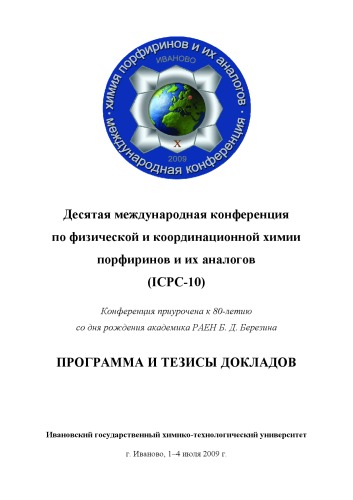 ХИМИЯ ПОРФИРИНОВ И ИХ АНАЛОГОВ
ИВАНОВО
X
2009
МЕЖДУНАРОДНАЯ КОНФЕРЕНЦИЯ
Десятая международная конференция
по физической и координационной химии
порфиринов и их аналогов
(ICPC-10)
Конференция приурочена к 80-летию
со дня рождения академика РАЕН Б. Д. Березина
ПРОГРАММА И ТЕЗИСЫ ДОКЛАДОВ
Ивановский государственный химико-технологический университет
г. Иваново, 1–4 июля 2009 г.